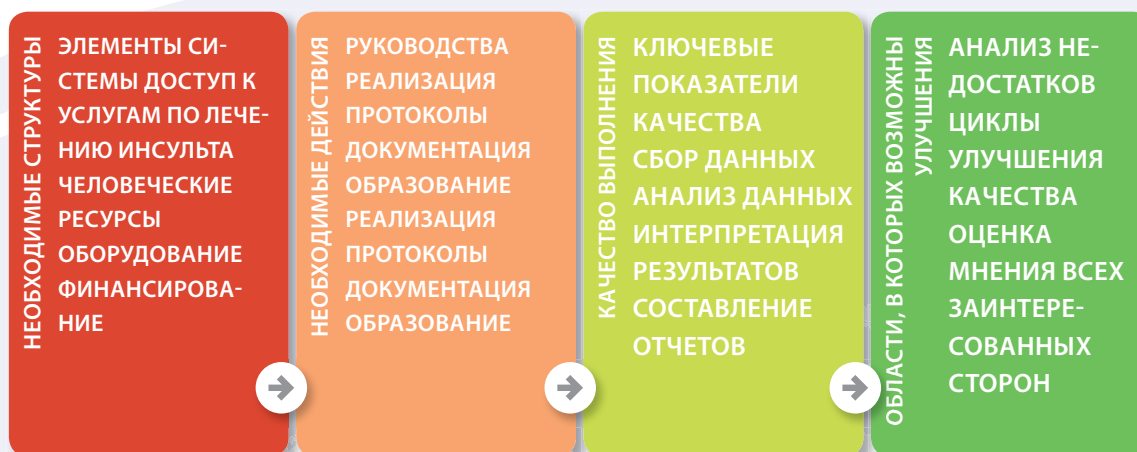 НЕОБХОДИМЫЕ СТРУКТУРЫ
ЭЛЕМЕНТЫ СИ-
СТЕМЫ ДОСТУП К
УСЛУГАМ ПО ЛЕЧЕ-
НИЮ ИНСУЛЬТА
ЧЕЛОВЕЧЕСКИЕ
РЕСУРСЫ
ОБОРУДОВАНИЕ
ФИНАНСИРОВА-
НИЕ
НЕОБХОДИМЫЕ ДЕЙСТВИЯ
РУКОВОДСТВА
РЕАЛИЗАЦИЯ
ПРОТОКОЛЫ
ДОКУМЕНТАЦИЯ
ОБРАЗОВАНИЕ
РЕАЛИЗАЦИЯ
ПРОТОКОЛЫ
ДОКУМЕНТАЦИЯ
ОБРАЗОВАНИЕ
КАЧЕСТВО ВЫПОЛНЕНИЯ
КЛЮЧЕВЫЕ
ПОКАЗАТЕЛИ
КАЧЕСТВА
СБОР ДАННЫХ
АНАЛИЗ ДАННЫХ
ИНТЕРПРЕТАЦИЯ
РЕЗУЛЬТАТОВ
СОСТАВЛЕНИЕ
ОТЧЕТОВ
ОБЛАСТИ, В КОТОРЫХ ВОЗМОЖНЫ
УЛУЧШЕНИЯ
АНАЛИЗ НЕ-
ДОСТАТКОВ
ЦИКЛЫ
УЛУЧШЕНИЯ
КАЧЕСТВА
ОЦЕНКА
МНЕНИЯ ВСЕХ
ЗАИНТЕРЕ-
СОВАННЫХ
СТОРОН